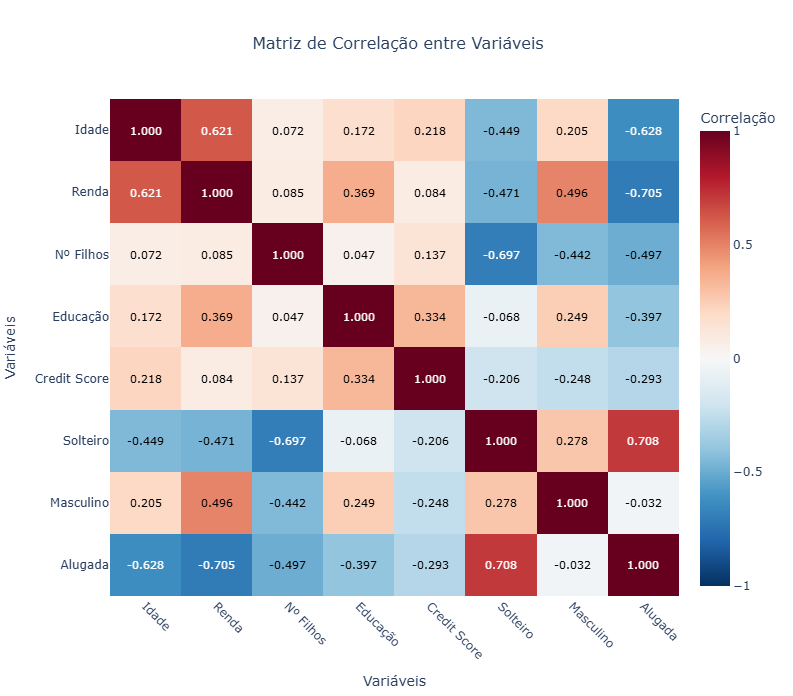 Matriz de Correlação entre Variáveis
Correlação
Idade 1.000 0.621 0.072 0.172 0.218 -0.449 0.205 -0.628
Renda 0.621 1.000 0.085 0.369 0.084 -0.471 0.496 -0.705
Nº Filhos 0.072 0.085 1.000 0.047 0.137 -0.697 -0.442 -0.497
Educação 0.172 0.369 0.047 1.000 0.334 -0.068 0.249 -0.397
Credit Score 0.218 0.084 0.137 0.334 1.000 -0.206 -0.248 -0.293
Solteiro -0.449 -0.471 -0.697 -0.068 -0.206 1.000 0.278 0.708
Masculino 0.205 0.496 -0.442 0.249 -0.248 0.278 1.000 -0.032
Alugada -0.628 -0.705 -0.497 -0.397 -0.293 0.708 -0.032 1.000
Idade Renda Nº Filhos Educação Credit Score Solteiro Masculino Alugada
Variáveis
Variáveis
1
0.5
0
−0.5
−1